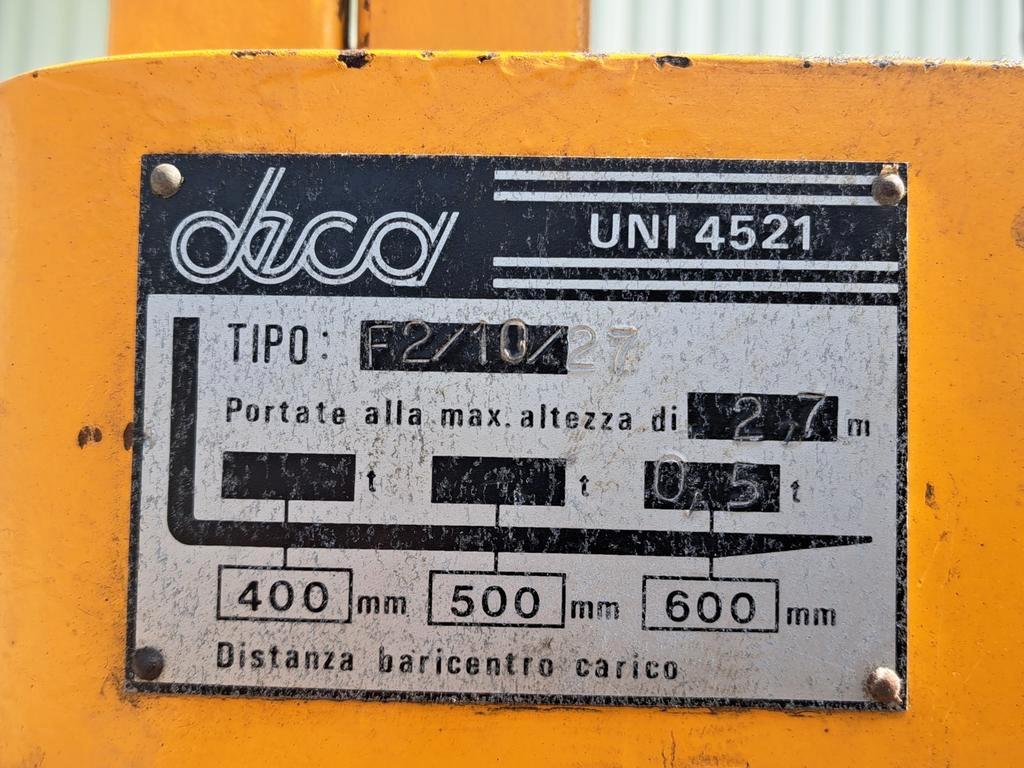 dica
UNI 4521
TIPO: F2/10/27
Portate alla max. altezza di 2,7 m
t t 0,5 t
400 mm 500 mm 600 mm
Distanza baricentro carico